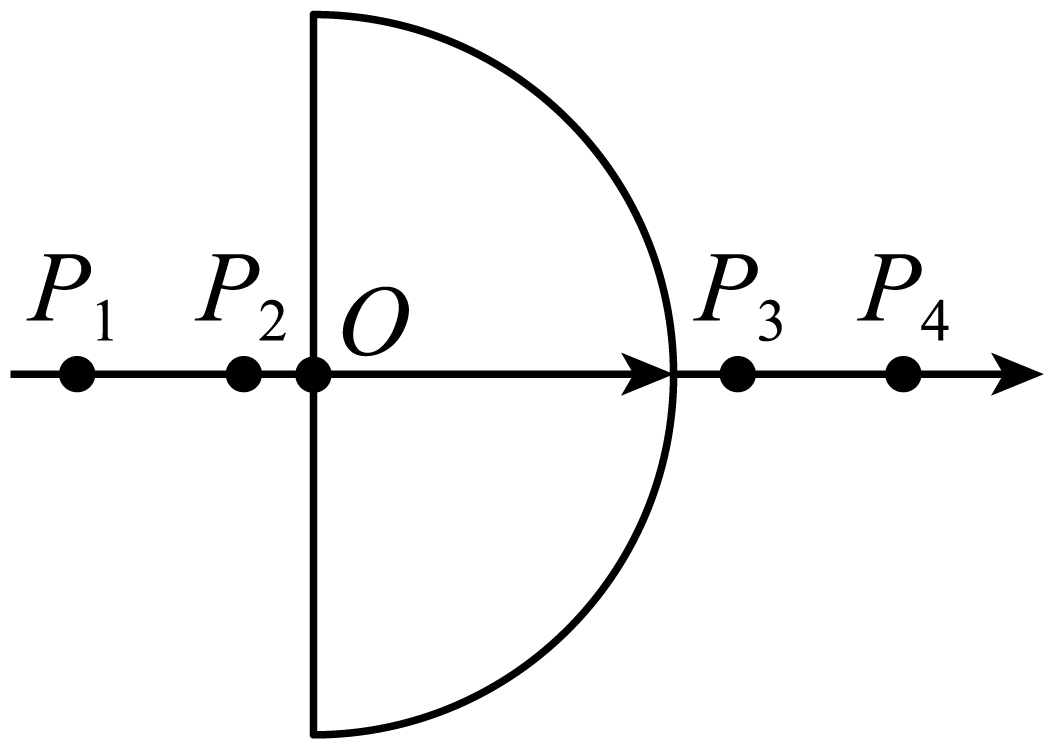 P₁ P₂ O P₃ P₄